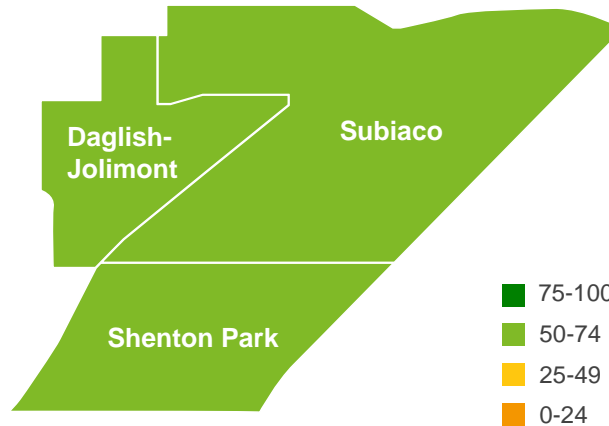 Daglish-
Jolimont
Subiaco
Shenton Park
75-100
50-74
25-49
0-24